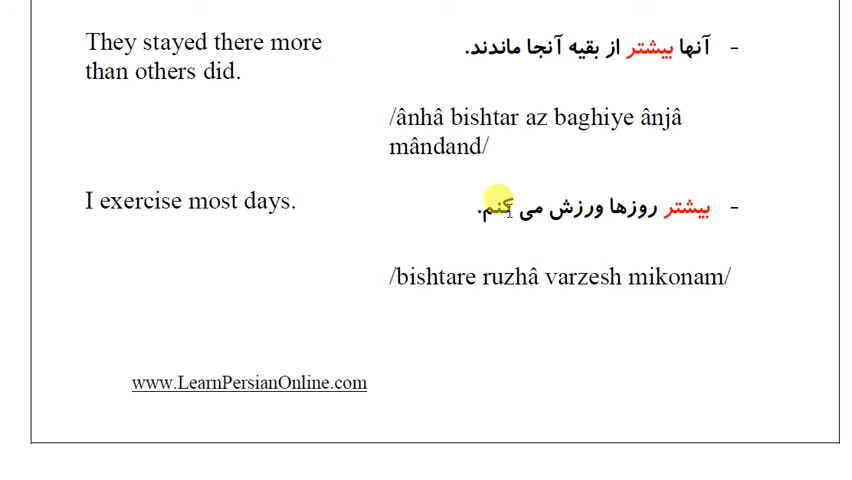 They stayed there more
than others did.
- آنها بیشتر از بقیه آنجا ماندند.
/ânhâ bishtar az baghiye ânjâ
mândand/
I exercise most days.
- بیشتر روزها ورزش می کنم.
/bishtare ruzhâ varzesh mikonam/
www.LearnPersianOnline.com